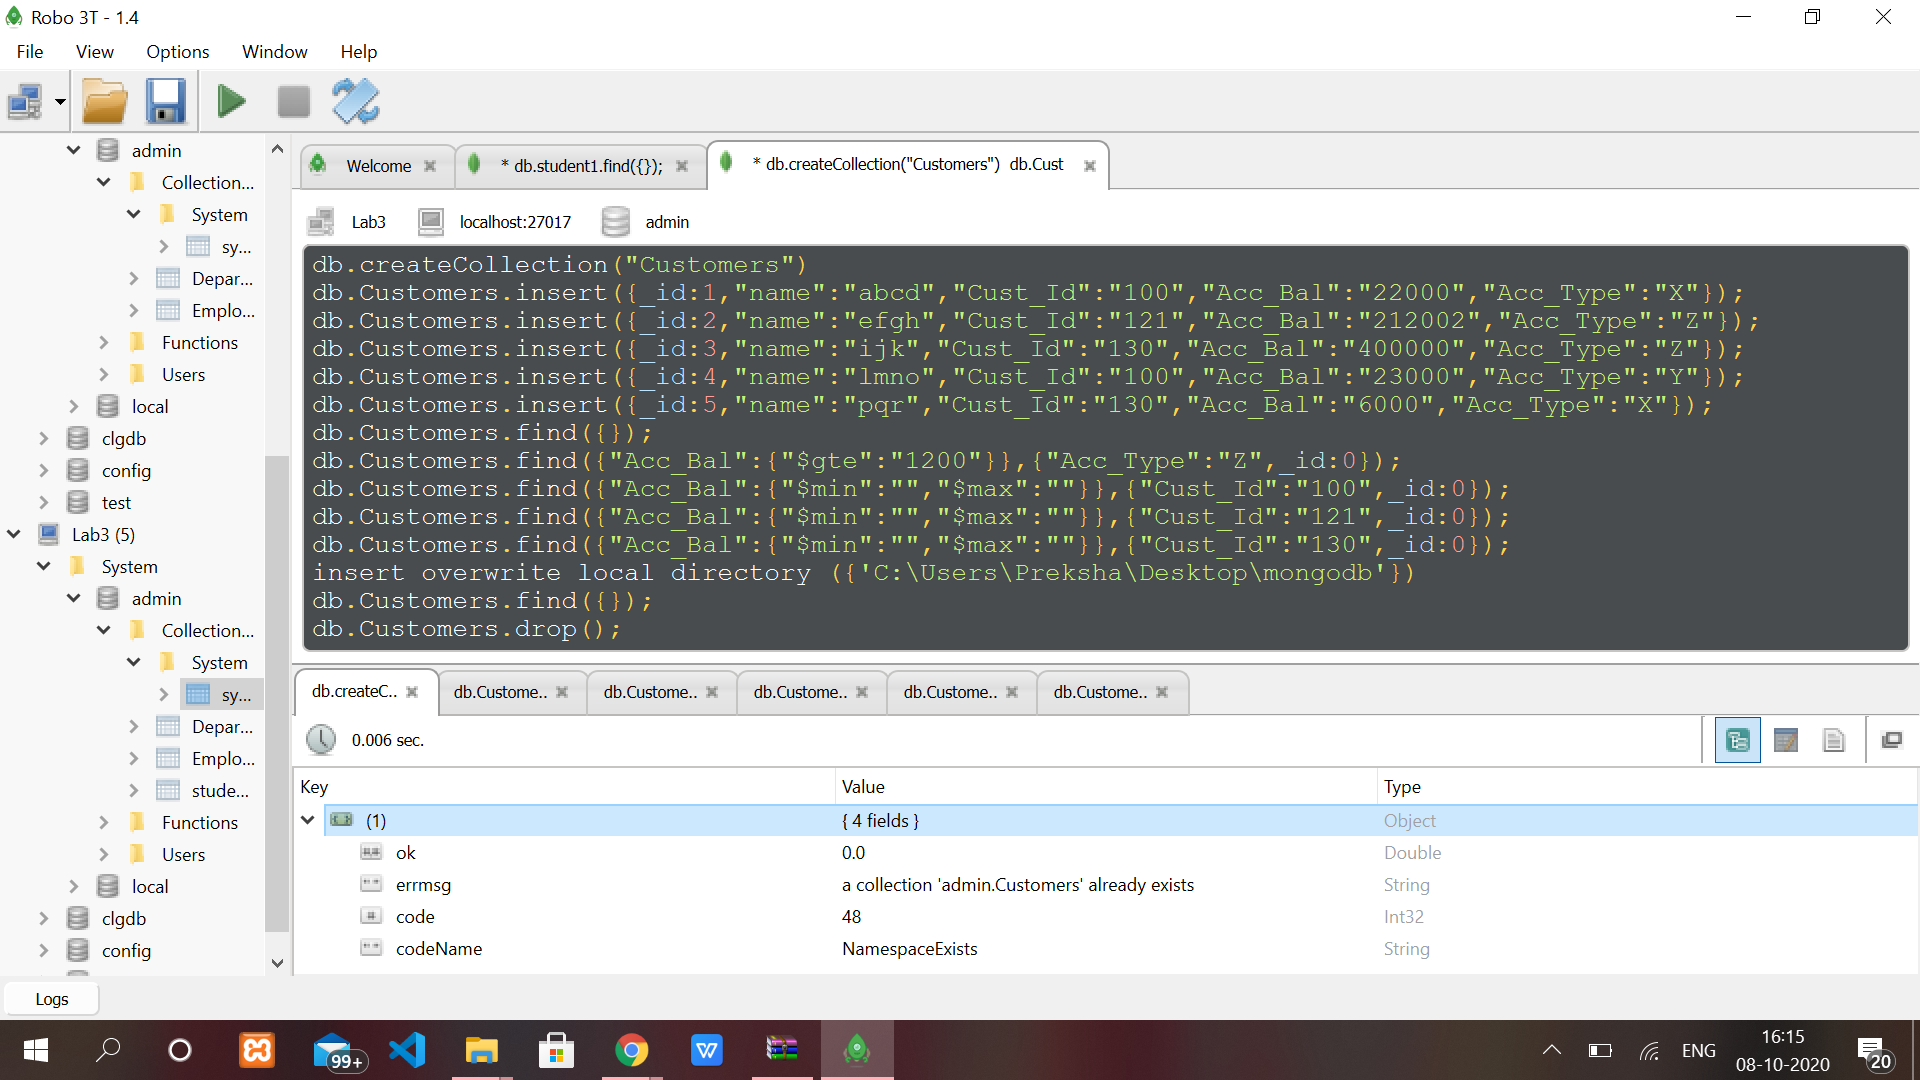 Robo 3T - 1.4
File View Options Window Help
admin
Collection...
System
sy...
Depar...
Emplo...
Functions
Users
local
clgdb
config
test
Lab3 (5)
System
admin
Collection...
System
sy...
Depar...
Emplo...
stude...
Functions
Users
local
clgdb
config
Logs
Welcome
* db.student1.find({});
* db.createCollection("Customers") db.Cust
Lab3 localhost:27017 admin
db.createCollection("Customers")
db.Customers.insert({_id:1,"name":"abcd","Cust_Id":"100","Acc_Bal":"22000","Acc_Type":"X"});
db.Customers.insert({_id:2,"name":"efgh","Cust_Id":"121","Acc_Bal":"212002","Acc_Type":"Z"});
db.Customers.insert({_id:3,"name":"ijk","Cust_Id":"130","Acc_Bal":"400000","Acc_Type":"Z"});
db.Customers.insert({_id:4,"name":"lmno","Cust_Id":"100","Acc_Bal":"23000","Acc_Type":"Y"});
db.Customers.insert({_id:5,"name":"pqr","Cust_Id":"130","Acc_Bal":"6000","Acc_Type":"X"});
db.Customers.find({});
db.Customers.find({"Acc_Bal":{"$gte":"1200"}},{"Acc_Type":"Z",_id:0});
db.Customers.find({"Acc_Bal":{"$min":"","$max":""}},{"Cust_Id":"100",_id:0});
db.Customers.find({"Acc_Bal":{"$min":"","$max":""}},{"Cust_Id":"121",_id:0});
db.Customers.find({"Acc_Bal":{"$min":"","$max":""}},{"Cust_Id":"130",_id:0});
insert overwrite local directory ({'C:\Users\Preksha\Desktop\mongodb'})
db.Customers.find({});
db.Customers.drop();
db.createC.. db.Custome.. db.Custome.. db.Custome.. db.Custome.. db.Custome..
0.006 sec.
Key Value Type
(1) { 4 fields } Object
ok 0.0 Double
errmsg a collection 'admin.Customers' already exists String
code 48 Int32
codeName NamespaceExists String
99+
W
ENG
16:15
08-10-2020
20